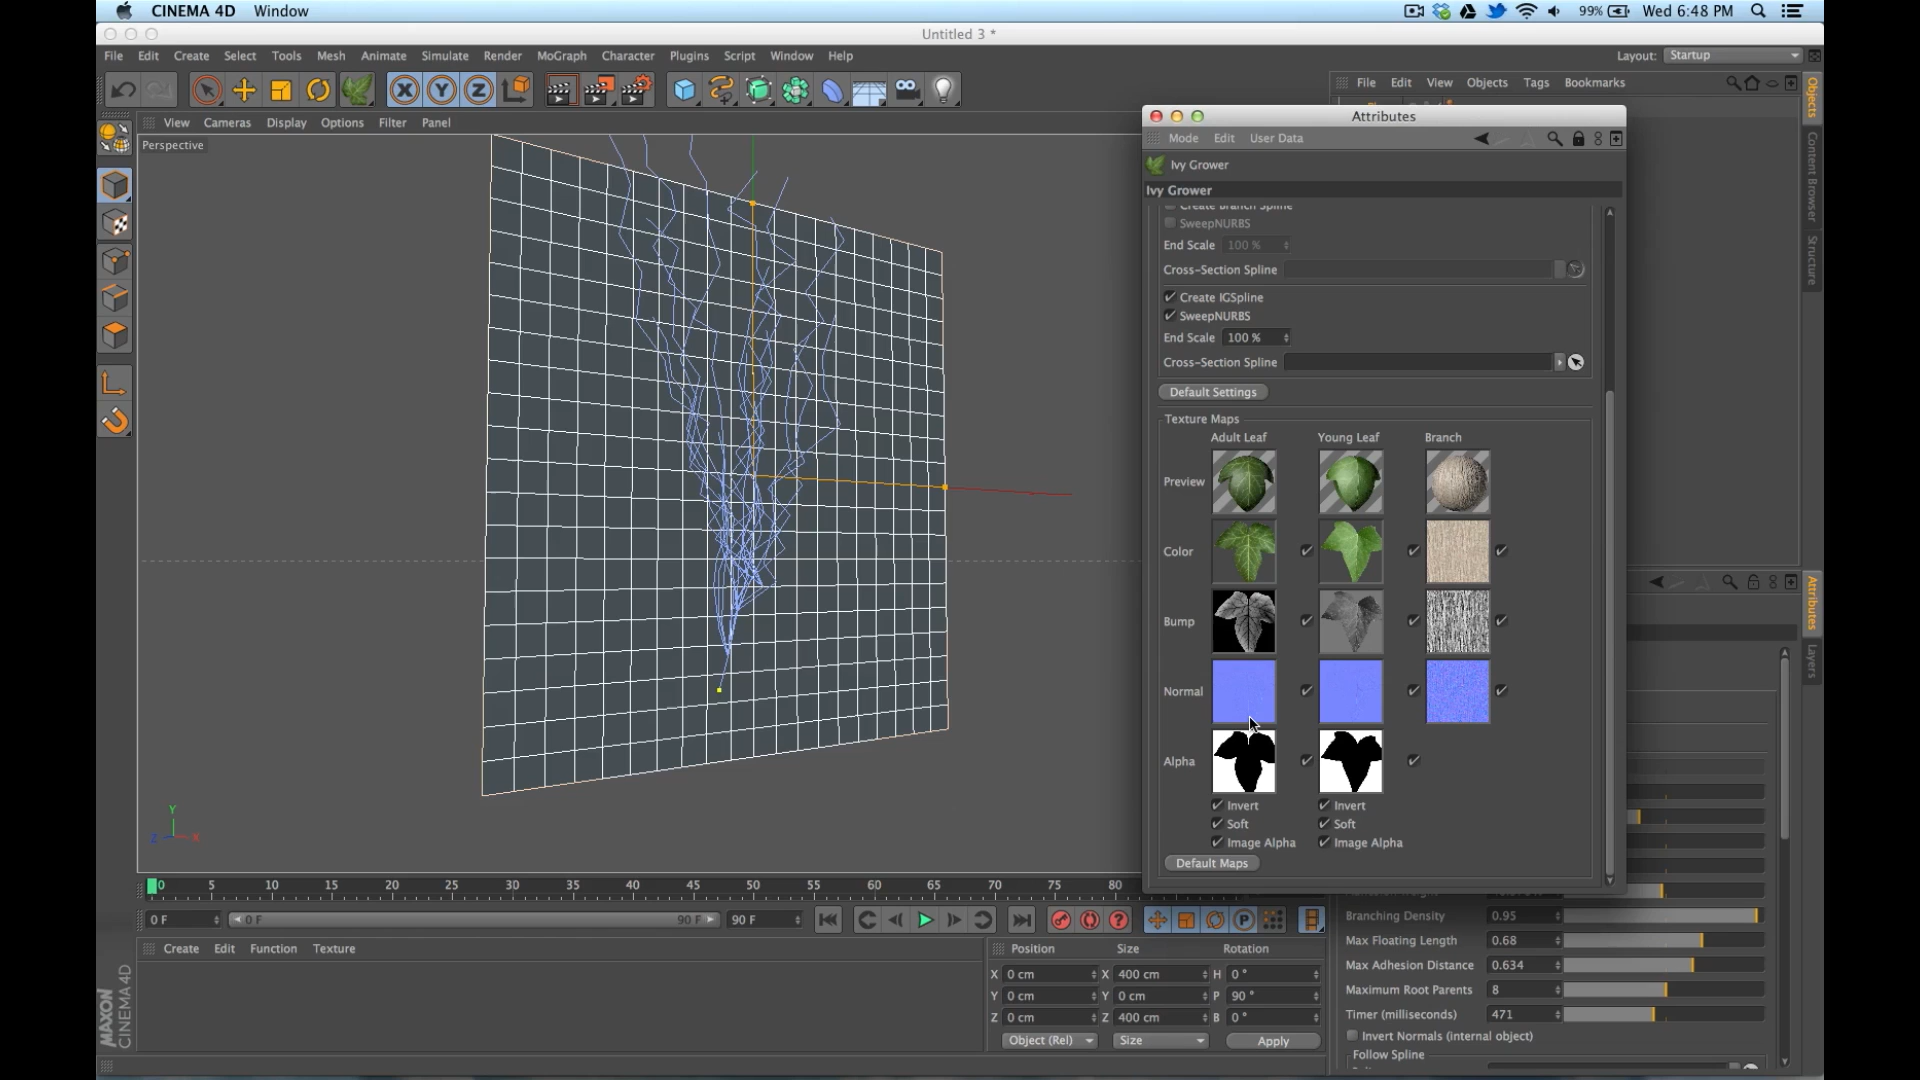 CINEMA 4D Window
99% Wed 6:48 PM
Untitled 3 *
File Edit Create Select Tools Mesh Animate Simulate Render MoGraph Character Plugins Script Window Help
Layout: Startup
File Edit View Objects Tags Bookmarks
View Cameras Display Options Filter Panel
Perspective
Attributes
Mode Edit User Data
Ivy Grower
Ivy Grower
Create Branch Spline
SweepNURBS
End Scale 100 %
Cross-Section Spline
Create IGSpline
SweepNURBS
End Scale 100 %
Cross-Section Spline
Default Settings
Texture Maps
Adult Leaf Young Leaf Branch
Preview
Color
Bump
Normal
Alpha
Invert Invert
Soft Soft
Image Alpha Image Alpha
Default Maps
Objects
Content Browser
Structure
Attributes
Layers
Y
Z X
0 5 10 15 20 25 30 35 40 45 50 55 60 65 70 75 80
0 F 0 F 90 F 90 F
Create Edit Function Texture
Position Size Rotation
X 0 cm X 400 cm H 0 °
Y 0 cm Y 0 cm P 90 °
Z 0 cm Z 400 cm B 0 °
Object (Rel) Size Apply
Branching Density 0.95
Max Floating Length 0.68
Max Adhesion Distance 0.634
Maximum Root Parents 8
Timer (milliseconds) 471
Invert Normals (internal object)
Follow Spline
MAXON
CINEMA 4D